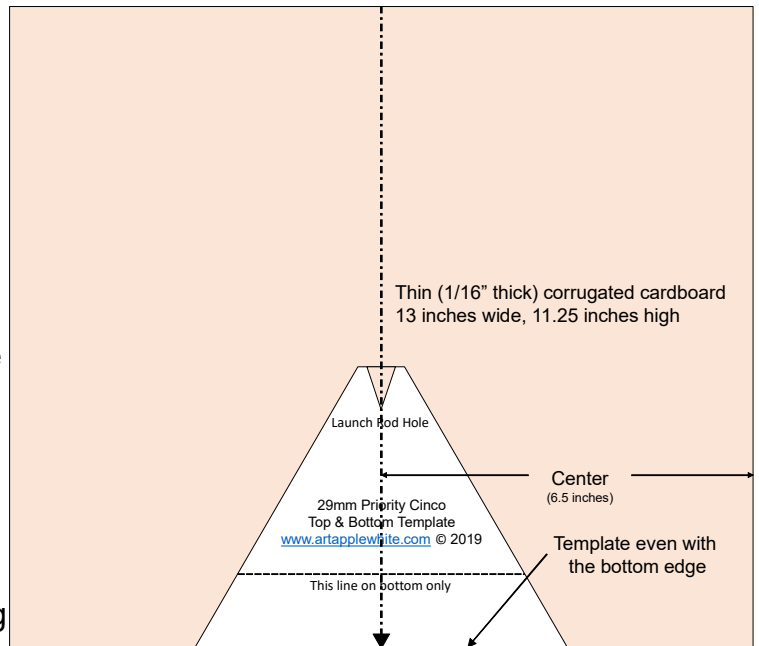 Thin (1/16” thick) corrugated cardboard
13 inches wide, 11.25 inches high
Launch Rod Hole
Center
(6.5 inches)
29mm Priority Cinco
Top & Bottom Template
www.artapplewhite.com © 2019
Template even with
the bottom edge
This line on bottom only
g